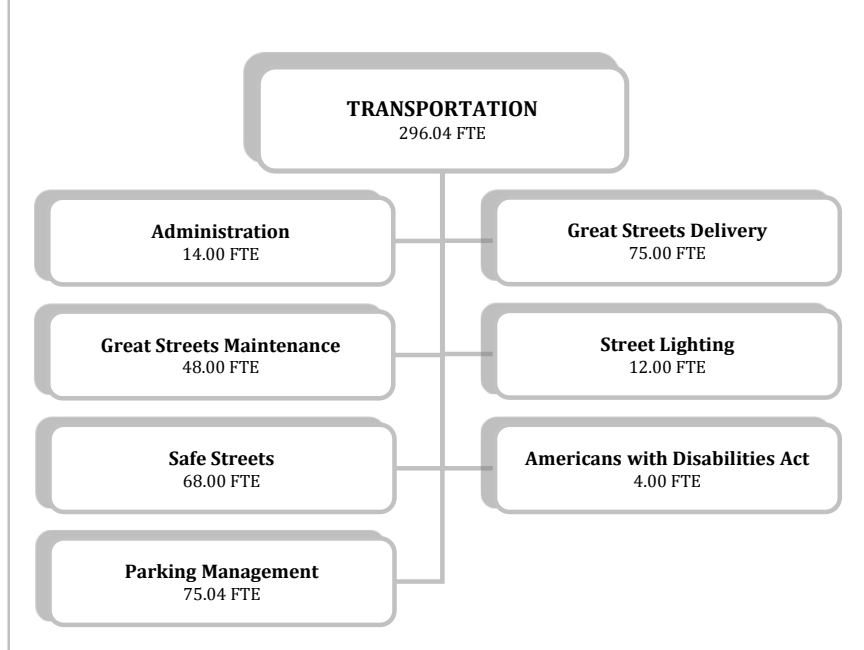 TRANSPORTATION
296.04 FTE
Administration
14.00 FTE
Great Streets Delivery
75.00 FTE
Great Streets Maintenance
48.00 FTE
Street Lighting
12.00 FTE
Safe Streets
68.00 FTE
Americans with Disabilities Act
4.00 FTE
Parking Management
75.04 FTE